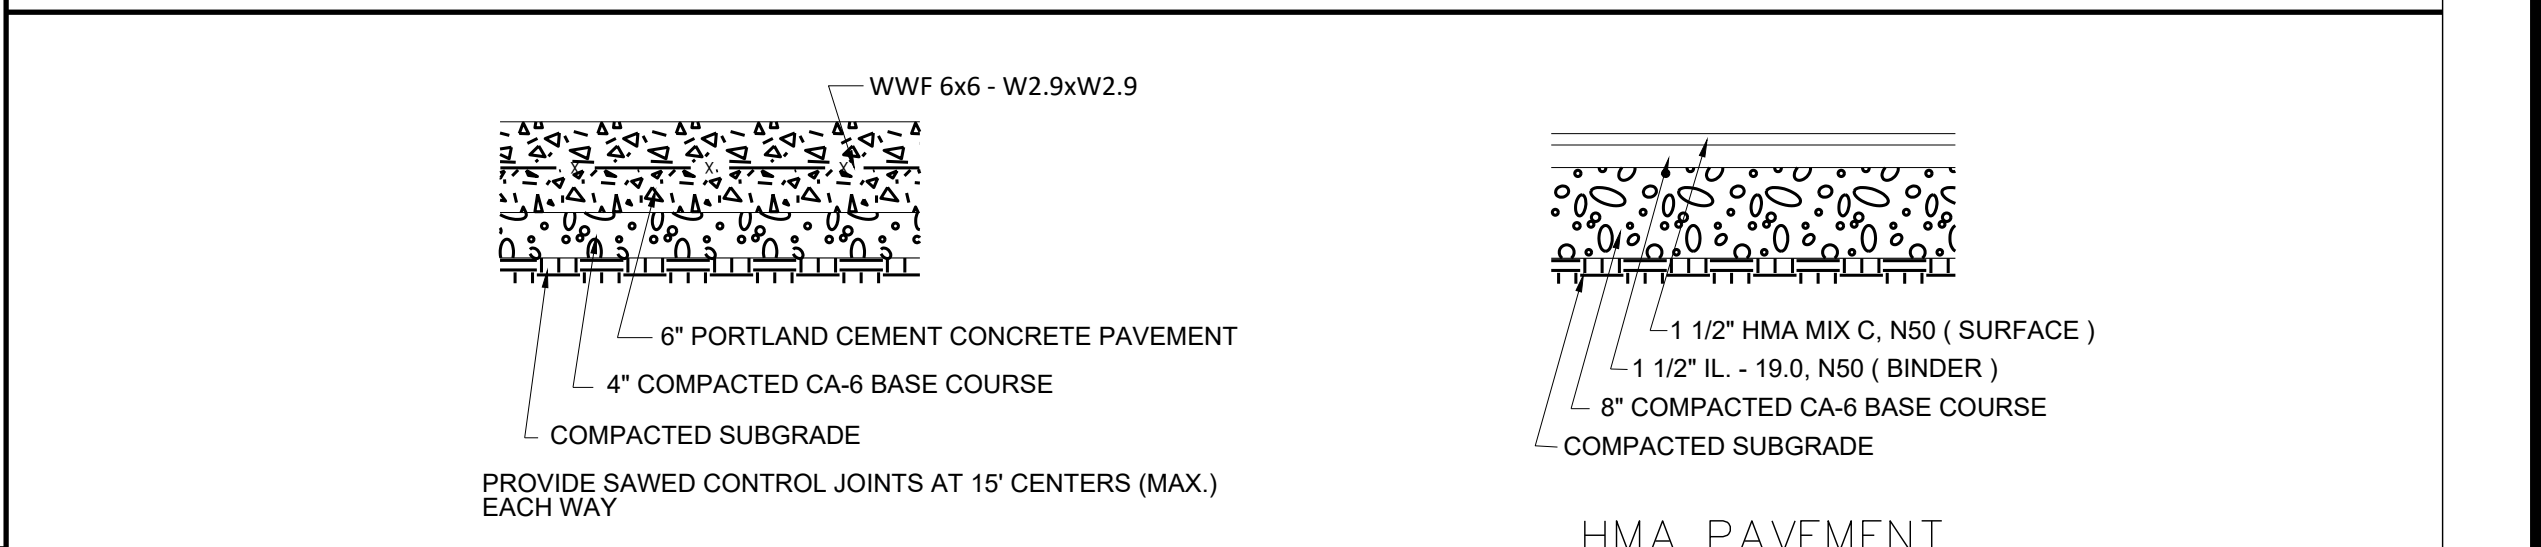 WWF 6x6 - W2.9xW2.9
X X X
6" PORTLAND CEMENT CONCRETE PAVEMENT
4" COMPACTED CA-6 BASE COURSE
COMPACTED SUBGRADE
PROVIDE SAWED CONTROL JOINTS AT 15' CENTERS (MAX.)
EACH WAY
1 1/2" HMA MIX C, N50 ( SURFACE )
1 1/2" IL. - 19.0, N50 ( BINDER )
8" COMPACTED CA-6 BASE COURSE
COMPACTED SUBGRADE
HMA PAVEMENT